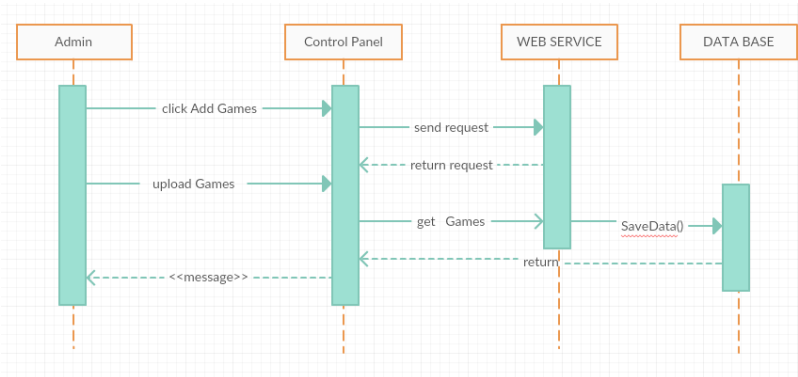 Admin
Control Panel
WEB SERVICE
DATA BASE
click Add Games
send request
return request
upload Games
get Games
SaveData()
return
<<message>>